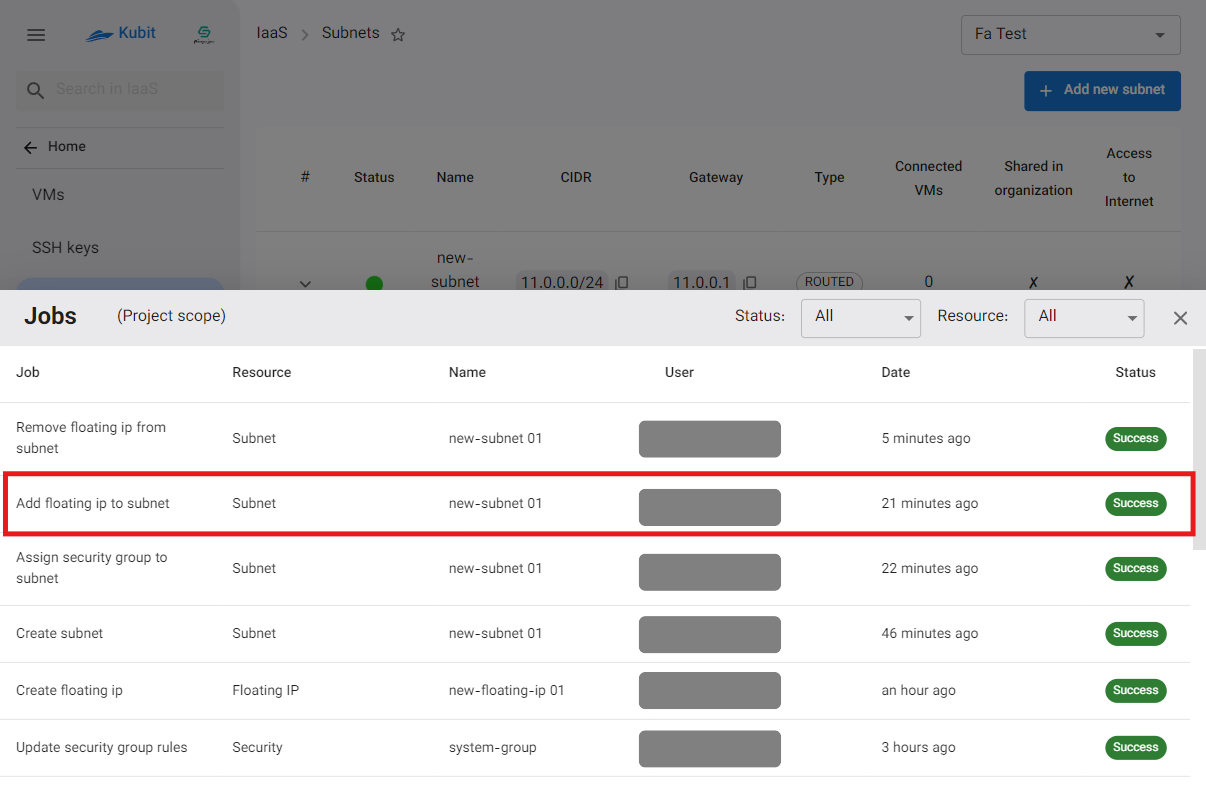 Kubit
IaaS > Subnets
Fa Test
Search in IaaS
+ Add new subnet
Home
VMs
SSH keys
# Status Name CIDR Gateway Type Connected VMs Shared in organization Access to Internet
new-subnet 11.0.0.0/24 11.0.0.1 ROUTED 0 ✗ ✗
Jobs (Project scope) Status: All Resource: All
Job Resource Name User Date Status
Remove floating ip from subnet Subnet new-subnet 01 5 minutes ago Success
Add floating ip to subnet Subnet new-subnet 01 21 minutes ago Success
Assign security group to subnet Subnet new-subnet 01 22 minutes ago Success
Create subnet Subnet new-subnet 01 46 minutes ago Success
Create floating ip Floating IP new-floating-ip 01 an hour ago Success
Update security group rules Security system-group 3 hours ago Success